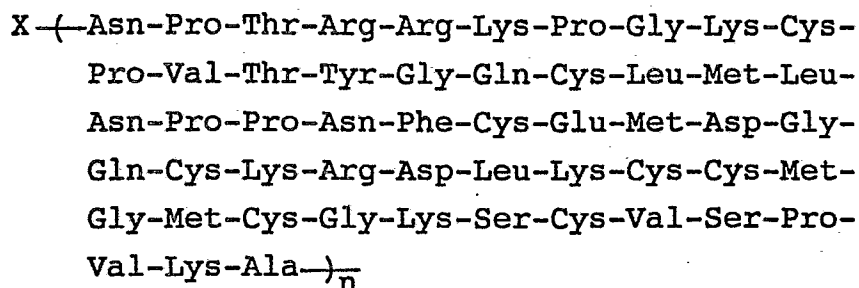 X-(-Asn-Pro-Thr-Arg-Arg-Lys-Pro-Gly-Lys-Cys-
Pro-Val-Thr-Tyr-Gly-Gln-Cys-Leu-Met-Leu-
Asn-Pro-Pro-Asn-Phe-Cys-Glu-Met-Asp-Gly-
Gln-Cys-Lys-Arg-Asp-Leu-Lys-Cys-Cys-Met-
Gly-Met-Cys-Gly-Lys-Ser-Cys-Val-Ser-Pro-
Val-Lys-Ala-)-n